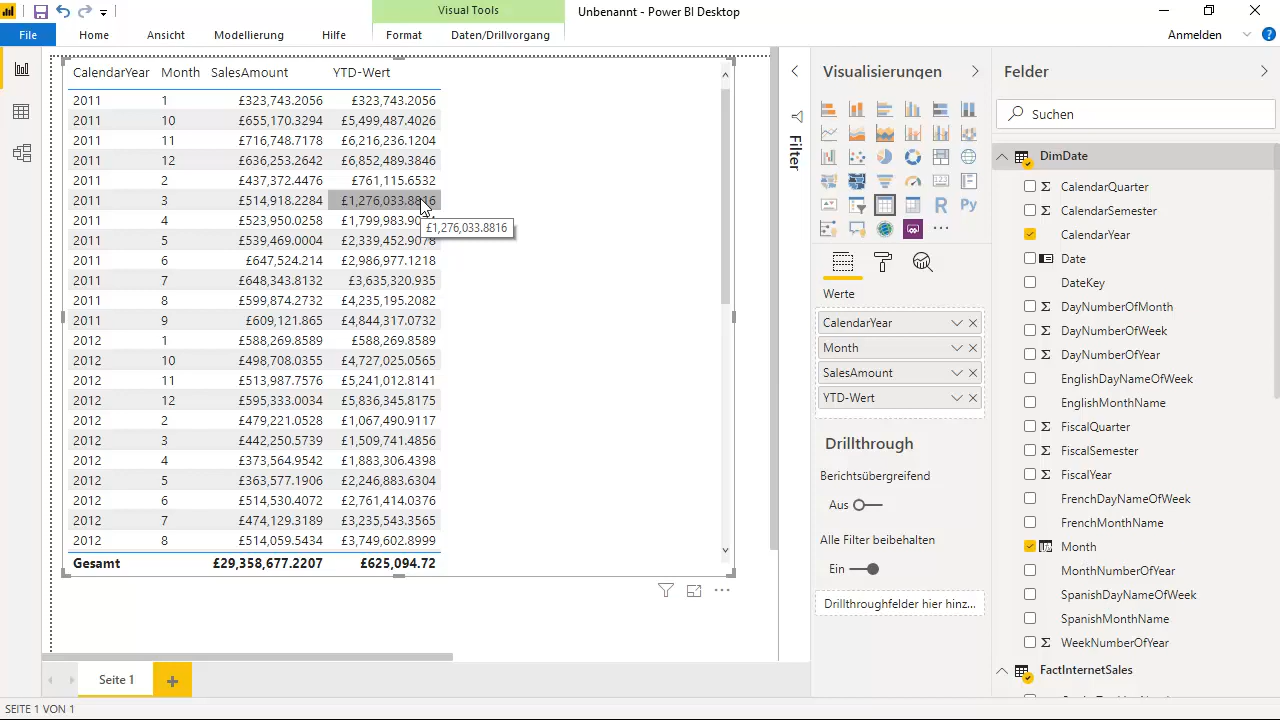 Visual Tools
Unbenannt - Power BI Desktop
File Home Ansicht Modellierung Hilfe Format Daten/Drillvorgang Anmelden
CalendarYear Month SalesAmount YTD-Wert
2011 1 £323,743.2056 £323,743.2056
2011 10 £655,170.3294 £5,499,487.4026
2011 11 £716,748.7178 £6,216,236.1204
2011 12 £636,253.2642 £6,852,489.3846
2011 2 £437,372.4476 £761,115.6532
2011 3 £514,918.2284 £1,276,033.8816
2011 4 £523,950.0258
2011 5 £539,469.0004 £2,339,452.9078
2011 6 £647,524.214 £2,986,977.1218
2011 7 £648,343.8132 £3,635,320.935
2011 8 £599,874.2732 £4,235,195.2082
2011 9 £609,121.865 £4,844,317.0732
2012 1 £588,269.8589 £588,269.8589
2012 10 £498,708.0355 £4,727,025.0565
2012 11 £513,987.7576 £5,241,012.8141
2012 12 £595,333.0034 £5,836,345.8175
2012 2 £479,221.0528 £1,067,490.9117
2012 3 £442,250.5739 £1,509,741.4856
2012 4 £373,564.9542 £1,883,306.4398
2012 5 £363,577.1906 £2,246,883.6304
2012 6 £514,530.4072 £2,761,414.0376
2012 7 £474,129.3189 £3,235,543.3565
2012 8 £514,059.5434 £3,749,602.8999
Gesamt £29,358,677.2207 £625,094.72
£1,276,033.8816
Filter
Visualisierungen
R Py
Werte
CalendarYear
Month
SalesAmount
YTD-Wert
Drillthrough
Berichtsübergreifend
Aus
Alle Filter beibehalten
Ein
Drillthroughfelder hier hinz...
Felder
Suchen
DimDate
CalendarQuarter
CalendarSemester
CalendarYear
Date
DateKey
DayNumberOfMonth
DayNumberOfWeek
DayNumberOfYear
EnglishDayNameOfWeek
EnglishMonthName
FiscalQuarter
FiscalSemester
FiscalYear
FrenchDayNameOfWeek
FrenchMonthName
Month
MonthNumberOfYear
SpanishDayNameOfWeek
SpanishMonthName
WeekNumberOfYear
FactInternetSales
Seite 1
SEITE 1 VON 1